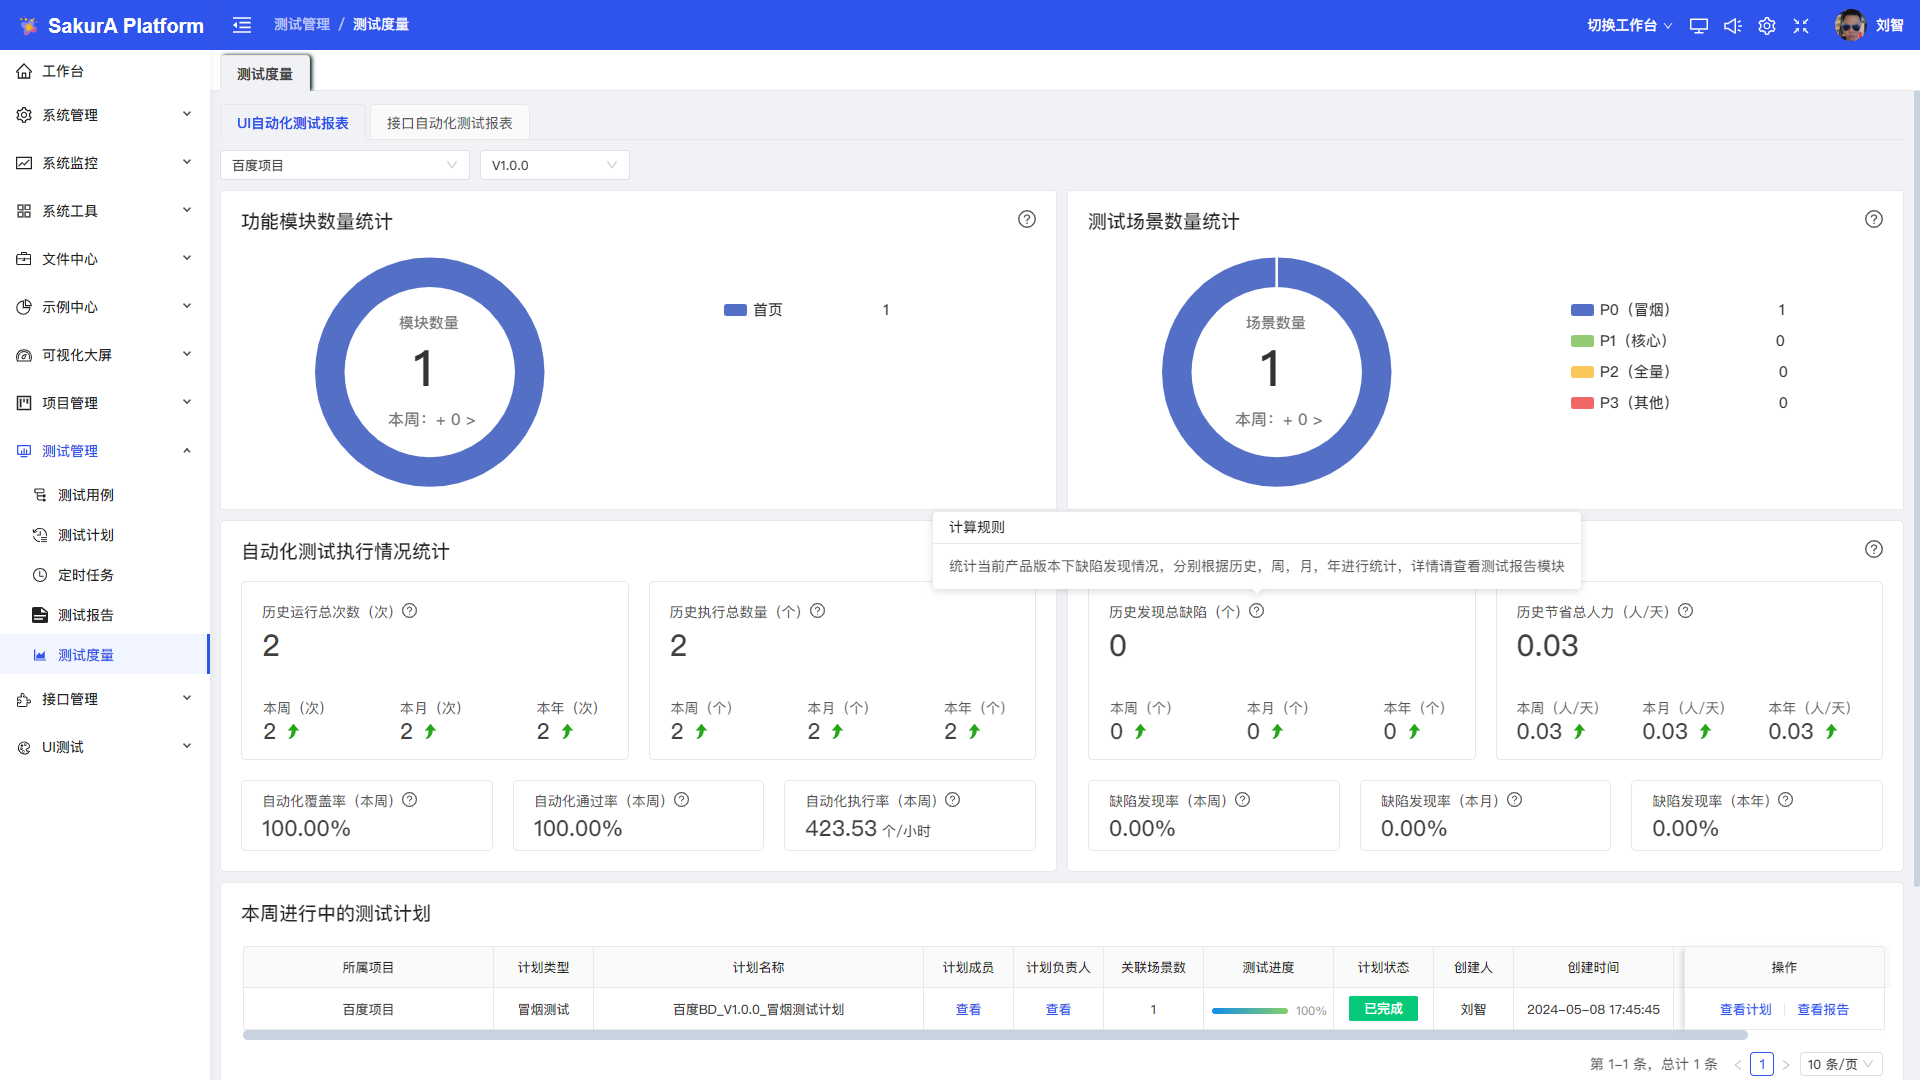 SakurA Platform
测试管理 / 测试度量
切换工作台
刘智
工作台
系统管理
系统监控
系统工具
文件中心
示例中心
可视化大屏
项目管理
测试管理
测试用例
测试计划
定时任务
测试报告
测试度量
接口管理
UI测试
测试度量
UI自动化测试报表
接口自动化测试报表
百度项目
V1.0.0
功能模块数量统计
模块数量
1
本周：+ 0 >
首页 1
测试场景数量统计
场景数量
1
本周：+ 0 >
P0（冒烟） 1
P1（核心） 0
P2（全量） 0
P3（其他） 0
自动化测试执行情况统计
计算规则
统计当前产品版本下缺陷发现情况，分别根据历史，周，月，年进行统计，详情请查看测试报告模块
历史运行总次数（次）
2
本周（次） 本月（次） 本年（次）
2 2 2
历史执行总数量（个）
2
本周（个） 本月（个） 本年（个）
2 2 2
历史发现总缺陷（个）
0
本周（个） 本月（个） 本年（个）
0 0 0
历史节省总人力（人/天）
0.03
本周（人/天） 本月（人/天） 本年（人/天）
0.03 0.03 0.03
自动化覆盖率（本周）
100.00%
自动化通过率（本周）
100.00%
自动化执行率（本周）
423.53 个/小时
缺陷发现率（本周）
0.00%
缺陷发现率（本月）
0.00%
缺陷发现率（本年）
0.00%
本周进行中的测试计划
所属项目 计划类型 计划名称 计划成员 计划负责人 关联场景数 测试进度 计划状态 创建人 创建时间 操作
百度项目 冒烟测试 百度BD_V1.0.0_冒烟测试计划 查看 查看 1 100% 已完成 刘智 2024-05-08 17:45:45 查看计划 查看报告
第 1-1 条，总计 1 条 < 1 > 10 条/页